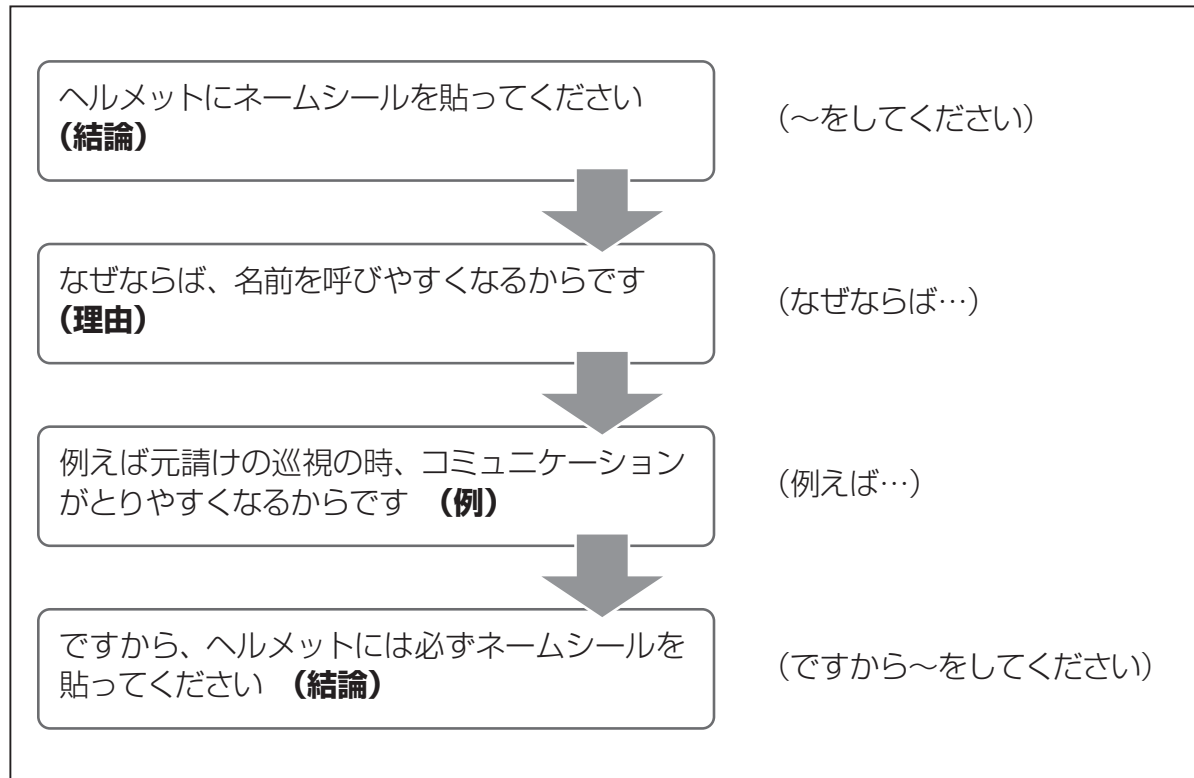 ヘルメットにネームシールを貼ってください
(結論)
(～をしてください)
なぜならば、名前を呼びやすくなるからです
(理由)
(なぜならば…)
例えば元請けの巡視の時、コミュニケーション
がとりやすくなるからです (例)
(例えば…)
ですから、ヘルメットには必ずネームシールを
貼ってください (結論)
(ですから～をしてください)